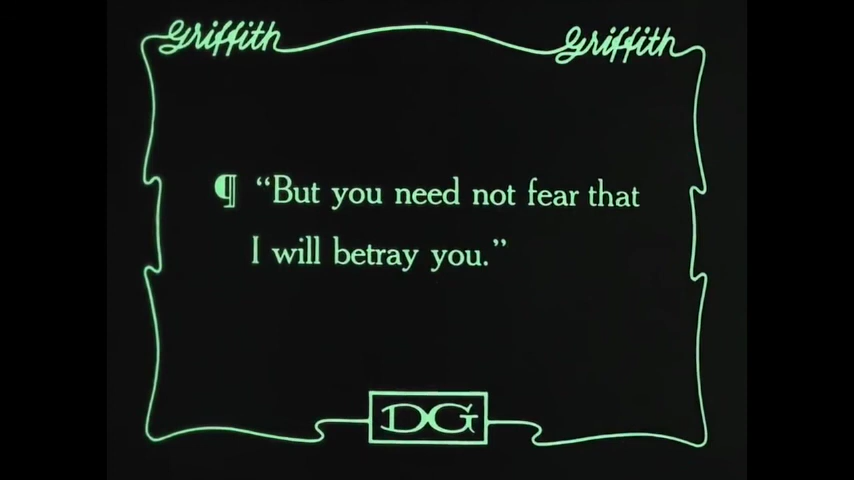 Griffith Griffith
¶ “But you need not fear that
I will betray you.”
DG